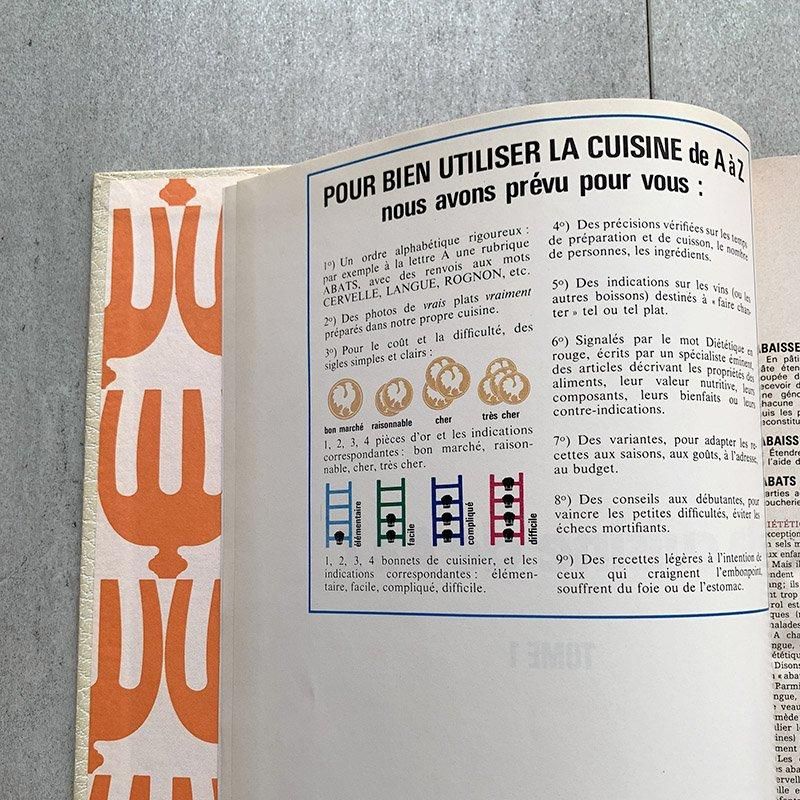 POUR BIEN UTILISER LA CUISINE de A à Z
nous avons prévu pour vous :
1º) Un ordre alphabétique rigoureux :
par exemple à la lettre A une rubrique
ABATS, avec des renvois aux mots
CERVELLE, LANGUE, ROGNON, etc.
2º) Des photos de vrais plats vraiment
préparés dans notre propre cuisine.
3º) Pour le coût et la difficulté, des
sigles simples et clairs :
bon marché raisonnable cher très cher
1, 2, 3, 4 pièces d'or et les indications
correspondantes : bon marché, raison-
nable, cher, très cher.
élémentaire
facile
compliqué
difficile
1, 2, 3, 4 bonnets de cuisinier, et les
indications correspondantes : élémen-
taire, facile, compliqué, difficile.
4º) Des précisions vérifiées sur les temps
de préparation et de cuisson, le nombre
de personnes, les ingrédients.
5º) Des indications sur les vins (ou les
autres boissons) destinés à « faire chan-
ter » tel ou tel plat.
6º) Signalés par le mot Diététique en
rouge, écrits par un spécialiste éminent,
des articles décrivant les propriétés des
aliments, leur valeur nutritive, leurs
composants, leurs bienfaits ou leurs
contre-indications.
7º) Des variantes, pour adapter les re-
cettes aux saisons, aux goûts, à l'adresse,
au budget.
8º) Des conseils aux débutants, pour
vaincre les petites difficultés, éviter les
échecs mortifiants.
9º) Des recettes légères à l'intention de
ceux qui craignent l'embonpoint,
souffrent du foie ou de l'estomac.
TOME 1